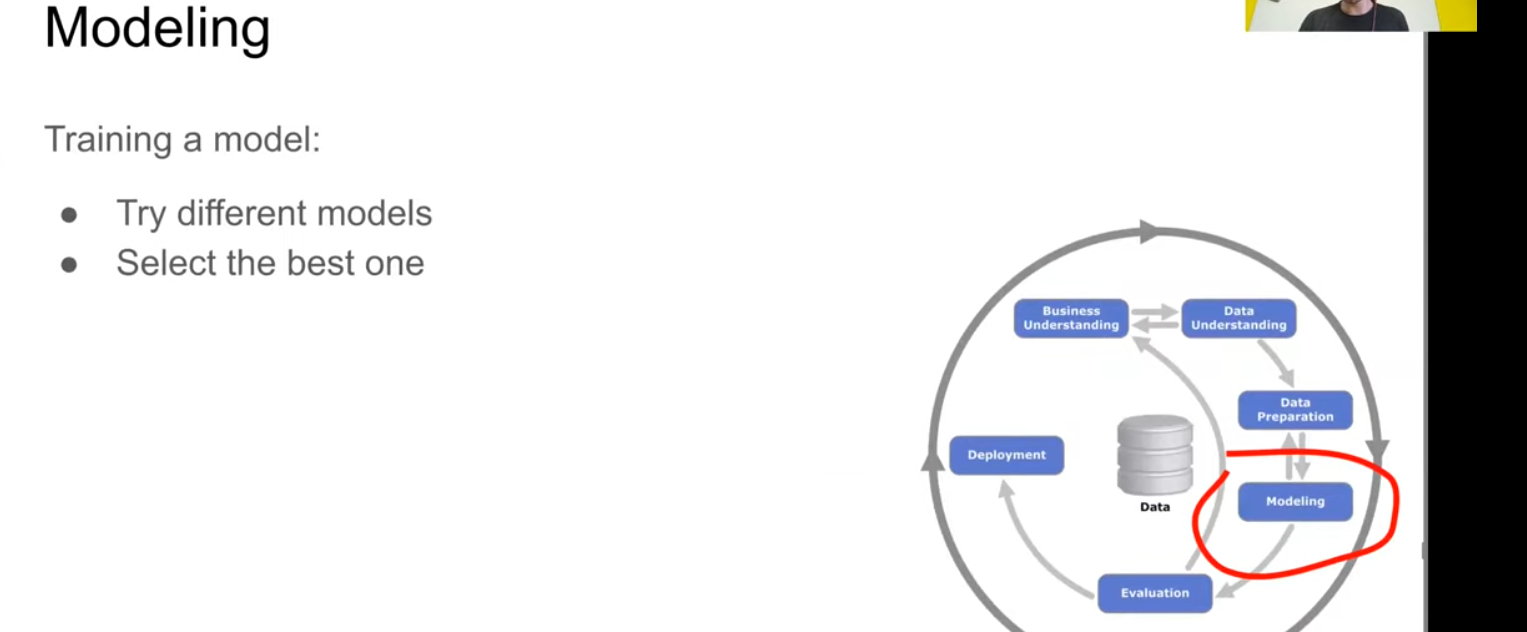 Modeling
Training a model:
● Try different models
● Select the best one
Business
Understanding
Data
Understanding
Data
Preparation
Deployment
Data
Modeling
Evaluation